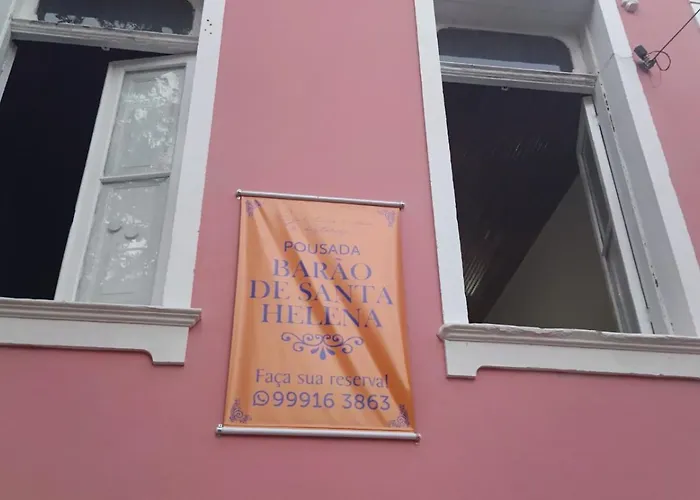 POUSADA
BARÃO
DE SANTA
HELENA
Faça sua reserva!
99916 3863